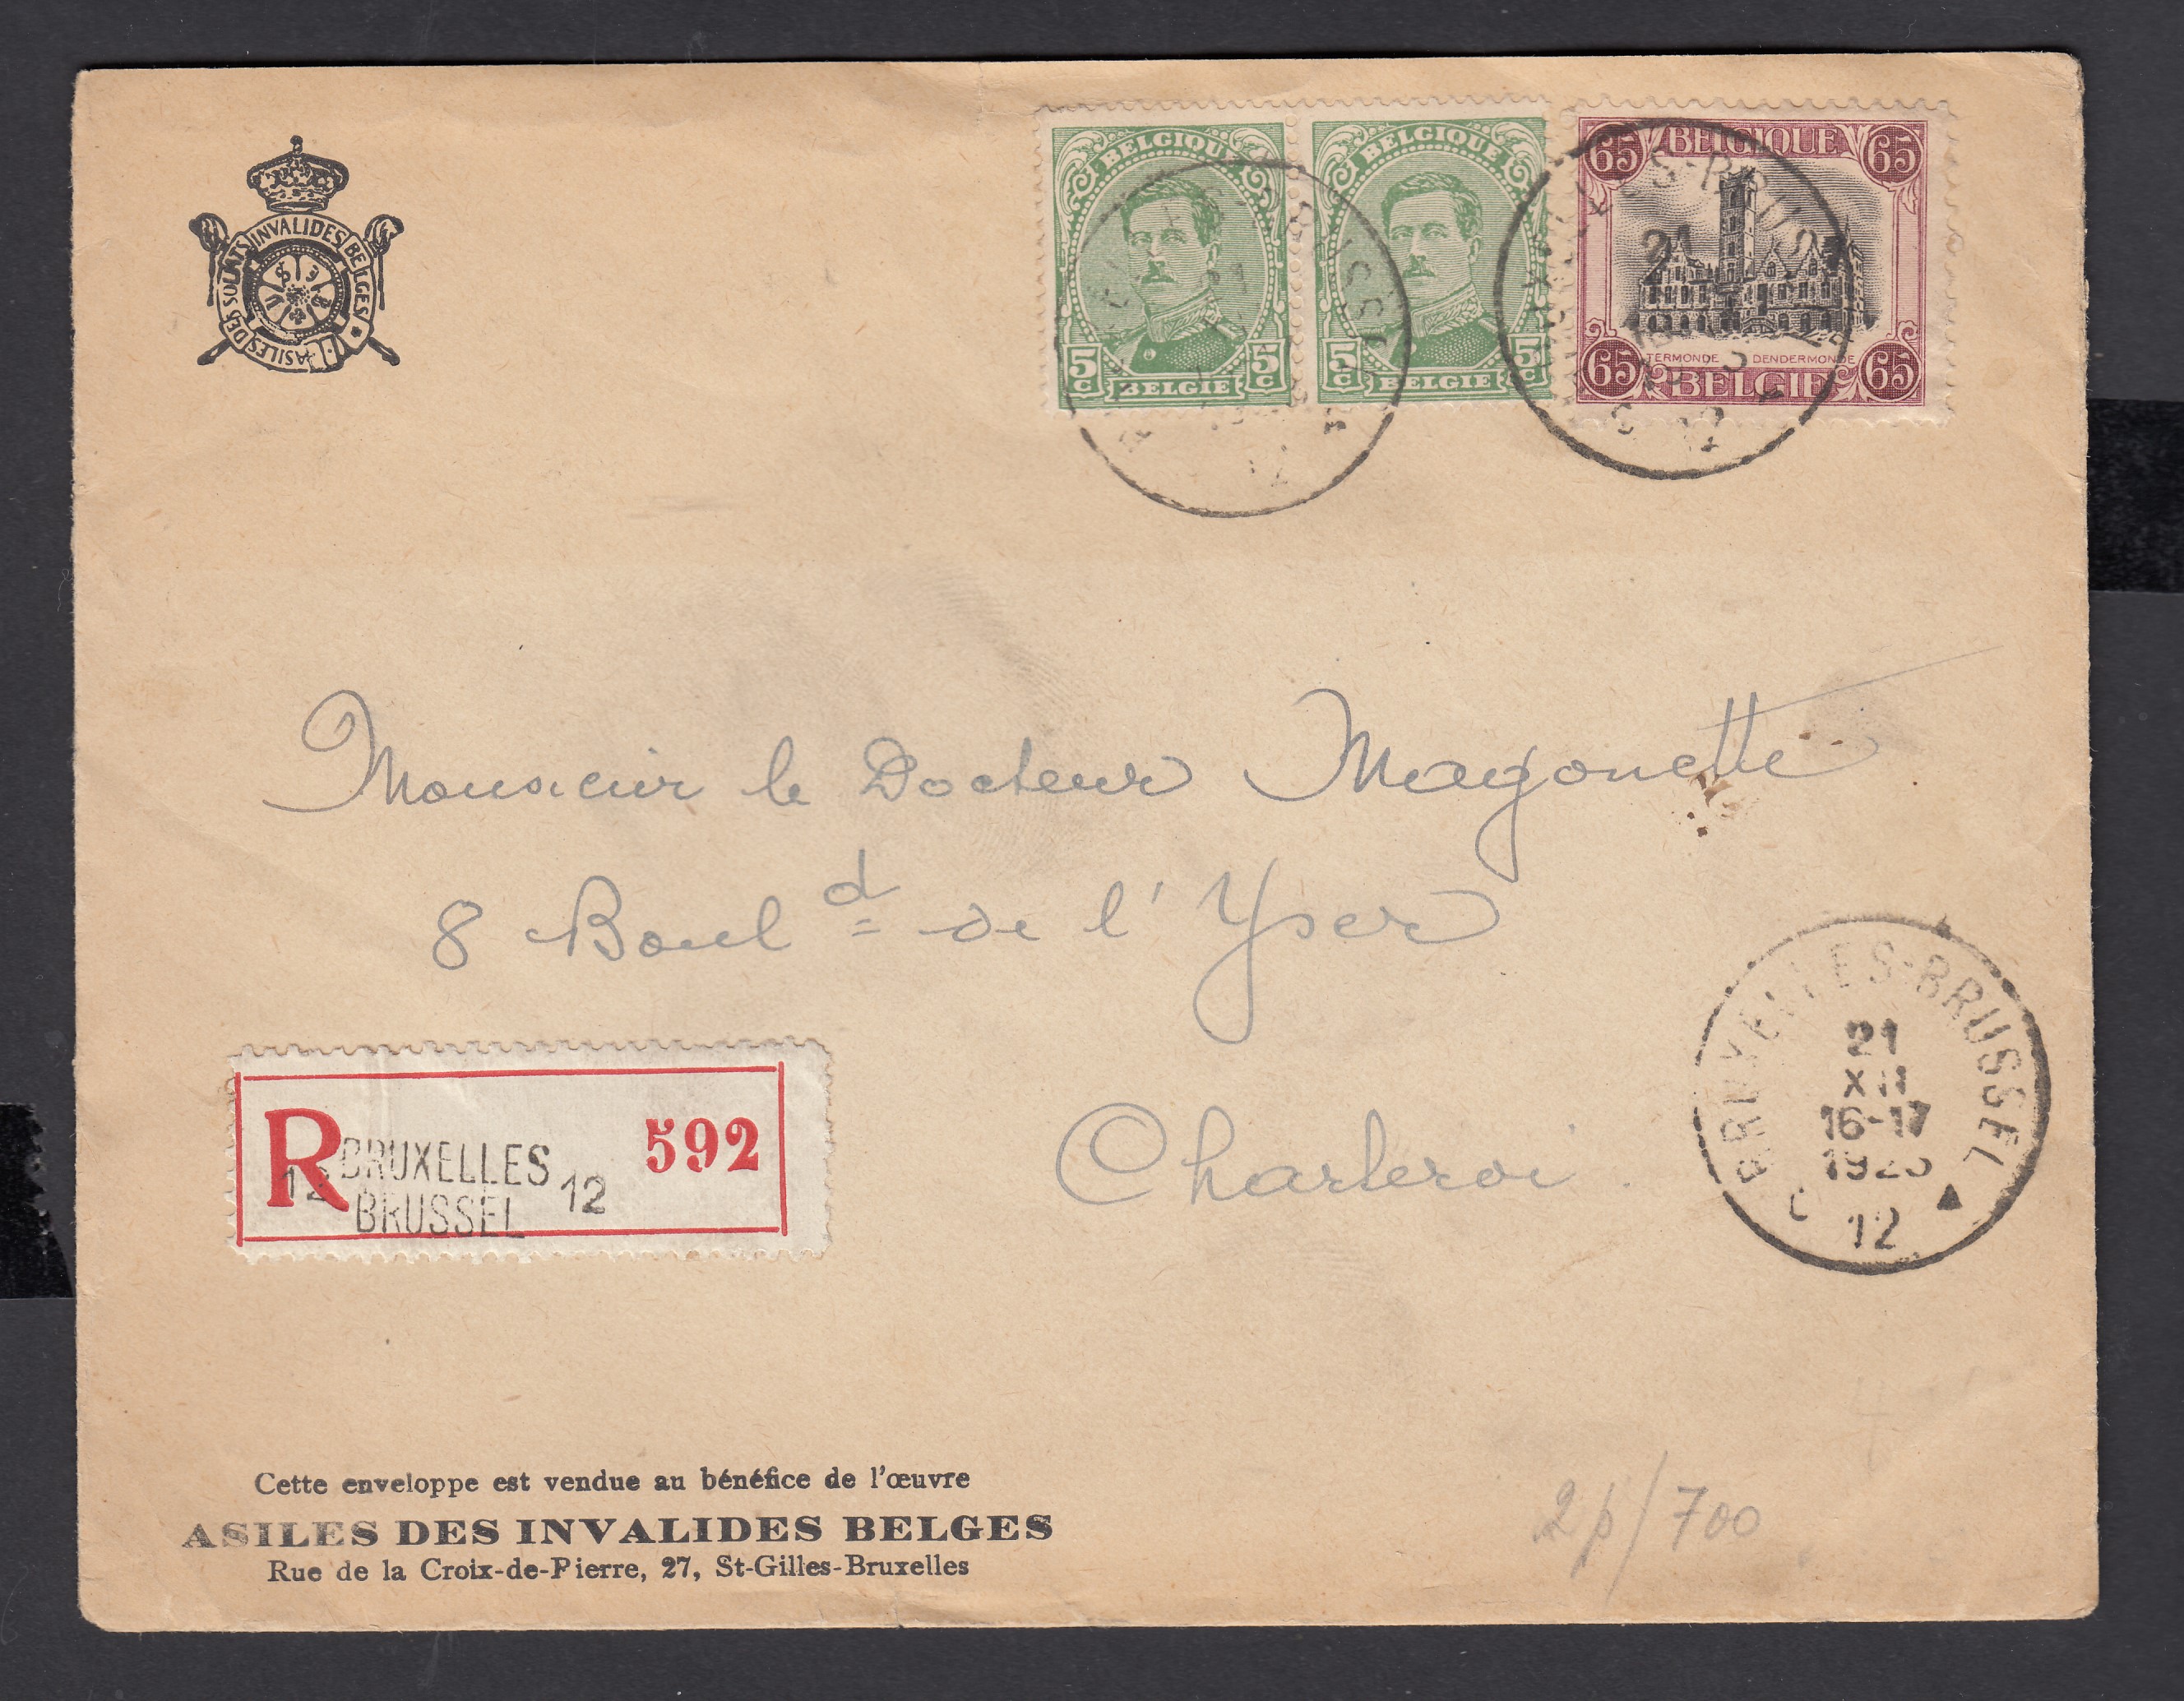 ASILES DES SOLDATS INVALIDES BELGES
BELGIQUE
5c 5c
BELGIE
BELGIQUE
5c 5
BELGIE
65 BELGIQUE 65
TERMONDE DENDERMONDE
65 BELGIE 65
Monsieur le Docteur Magonette
8 Boul d de l'Yser
Charleroi.
R BRUXELLES 592
12 BRUSSEL 12
BRUXELLES-BRUSSEL
21
XII
16-17
12
Cette enveloppe est vendue au bénéfice de l'œuvre
ASILES DES INVALIDES BELGES
Rue de la Croix-de-Pierre, 27, St-Gilles-Bruxelles
2p/700